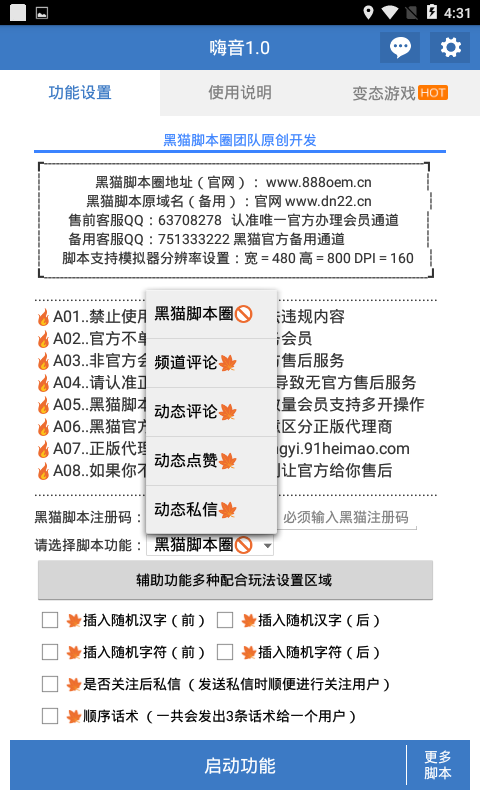 4:31
嗨音1.0
功能设置
使用说明
变态游戏 HOT
黑猫脚本圈团队原创开发
黑猫脚本圈地址（官网）： www.888oem.cn
黑猫脚本原域名（备用）：官网 www.dn22.cn
售前客服QQ：63708278 认准唯一官方办理会员通道
备用客服QQ：751333222 黑猫官方备用通道
脚本支持模拟器分辨率设置：宽 = 480 高 = 800 DPI = 160
A01..禁止使用
违规内容
A02..官方不单
会员
A03..非官方会
官方售后服务
A04..请认准正
导致无官方售后服务
A05..黑猫脚本
量会员支持多开操作
A06..黑猫官方
区分正版代理商
A07..正版代理
ngyi.91heimao.com
A08..如果你不
让官方给你售后
黑猫脚本圈
频道评论
动态评论
动态点赞
动态私信
黑猫脚本注册码：
必须输入黑猫注册码
请选择脚本功能：
黑猫脚本圈
辅助功能多种配合玩法设置区域
插入随机汉字（前）
插入随机汉字（后）
插入随机字符（前）
插入随机字符（后）
是否关注后私信 （发送私信时顺便进行关注用户）
顺序话术 （一共会发出3条话术给一个用户）
启动功能
更多
脚本